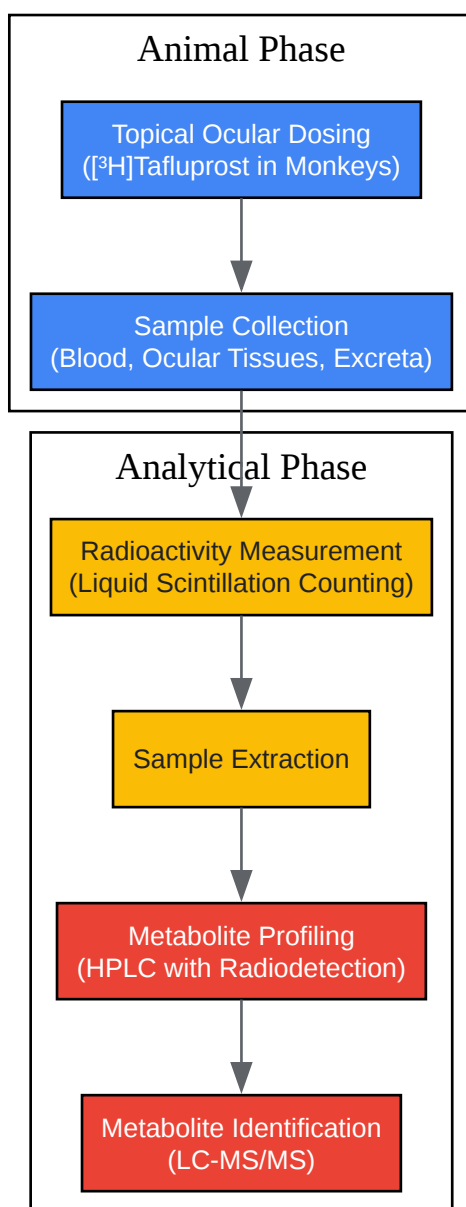 Animal Phase
Topical Ocular Dosing
([³H]Tafluprost in Monkeys)
Sample Collection
(Blood, Ocular Tissues, Excreta)
Analytical Phase
Radioactivity Measurement
(Liquid Scintillation Counting)
Sample Extraction
Metabolite Profiling
(HPLC with Radiodetection)
Metabolite Identification
(LC-MS/MS)